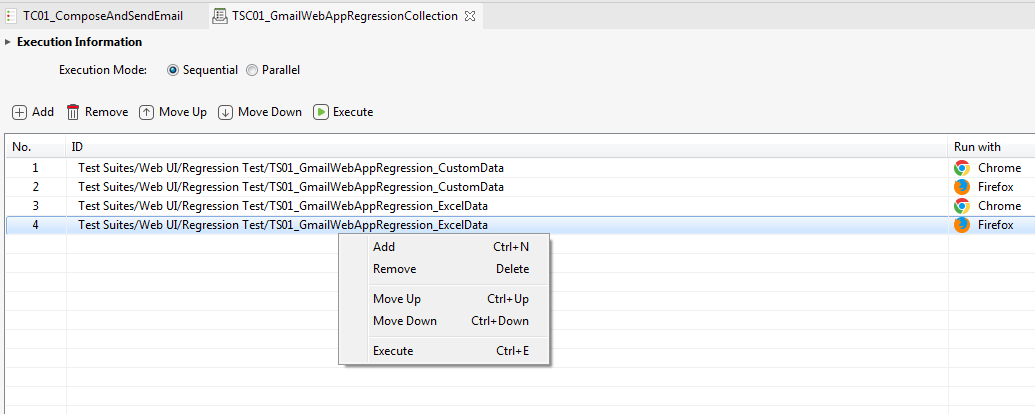 TC01_ComposeAndSendEmail TSC01_GmailWebAppRegressionCollection
Execution Information
Execution Mode: Sequential Parallel
Add Remove Move Up Move Down Execute
No. ID Run with
1 Test Suites/Web UI/Regression Test/TS01_GmailWebAppRegression_CustomData Chrome
2 Test Suites/Web UI/Regression Test/TS01_GmailWebAppRegression_CustomData Firefox
3 Test Suites/Web UI/Regression Test/TS01_GmailWebAppRegression_ExcelData Chrome
4 Test Suites/Web UI/Regression Test/TS01_GmailWebAppRegression_ExcelData Firefox
Add Ctrl+N
Remove Delete
Move Up Ctrl+Up
Move Down Ctrl+Down
Execute Ctrl+E